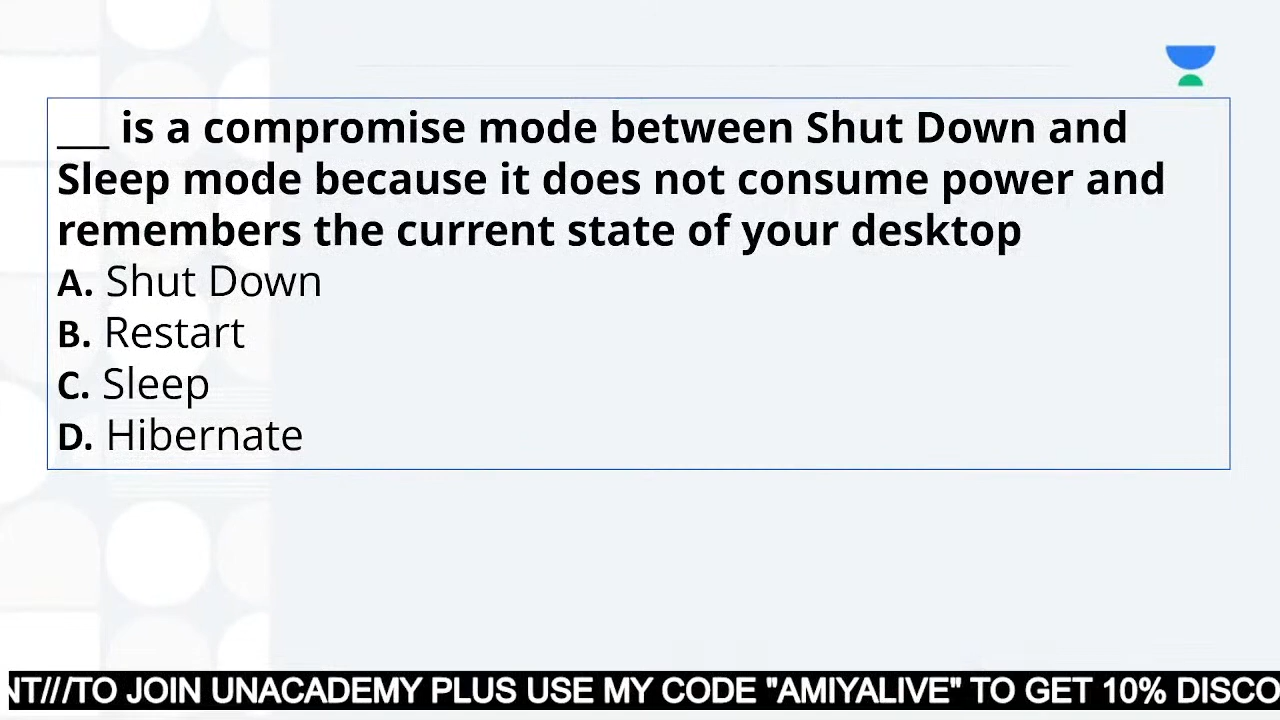 ___ is a compromise mode between Shut Down and
Sleep mode because it does not consume power and
remembers the current state of your desktop
A. Shut Down
B. Restart
C. Sleep
D. Hibernate
NT///TO JOIN UNACADEMY PLUS USE MY CODE "AMIYALIVE" TO GET 10% DISCO